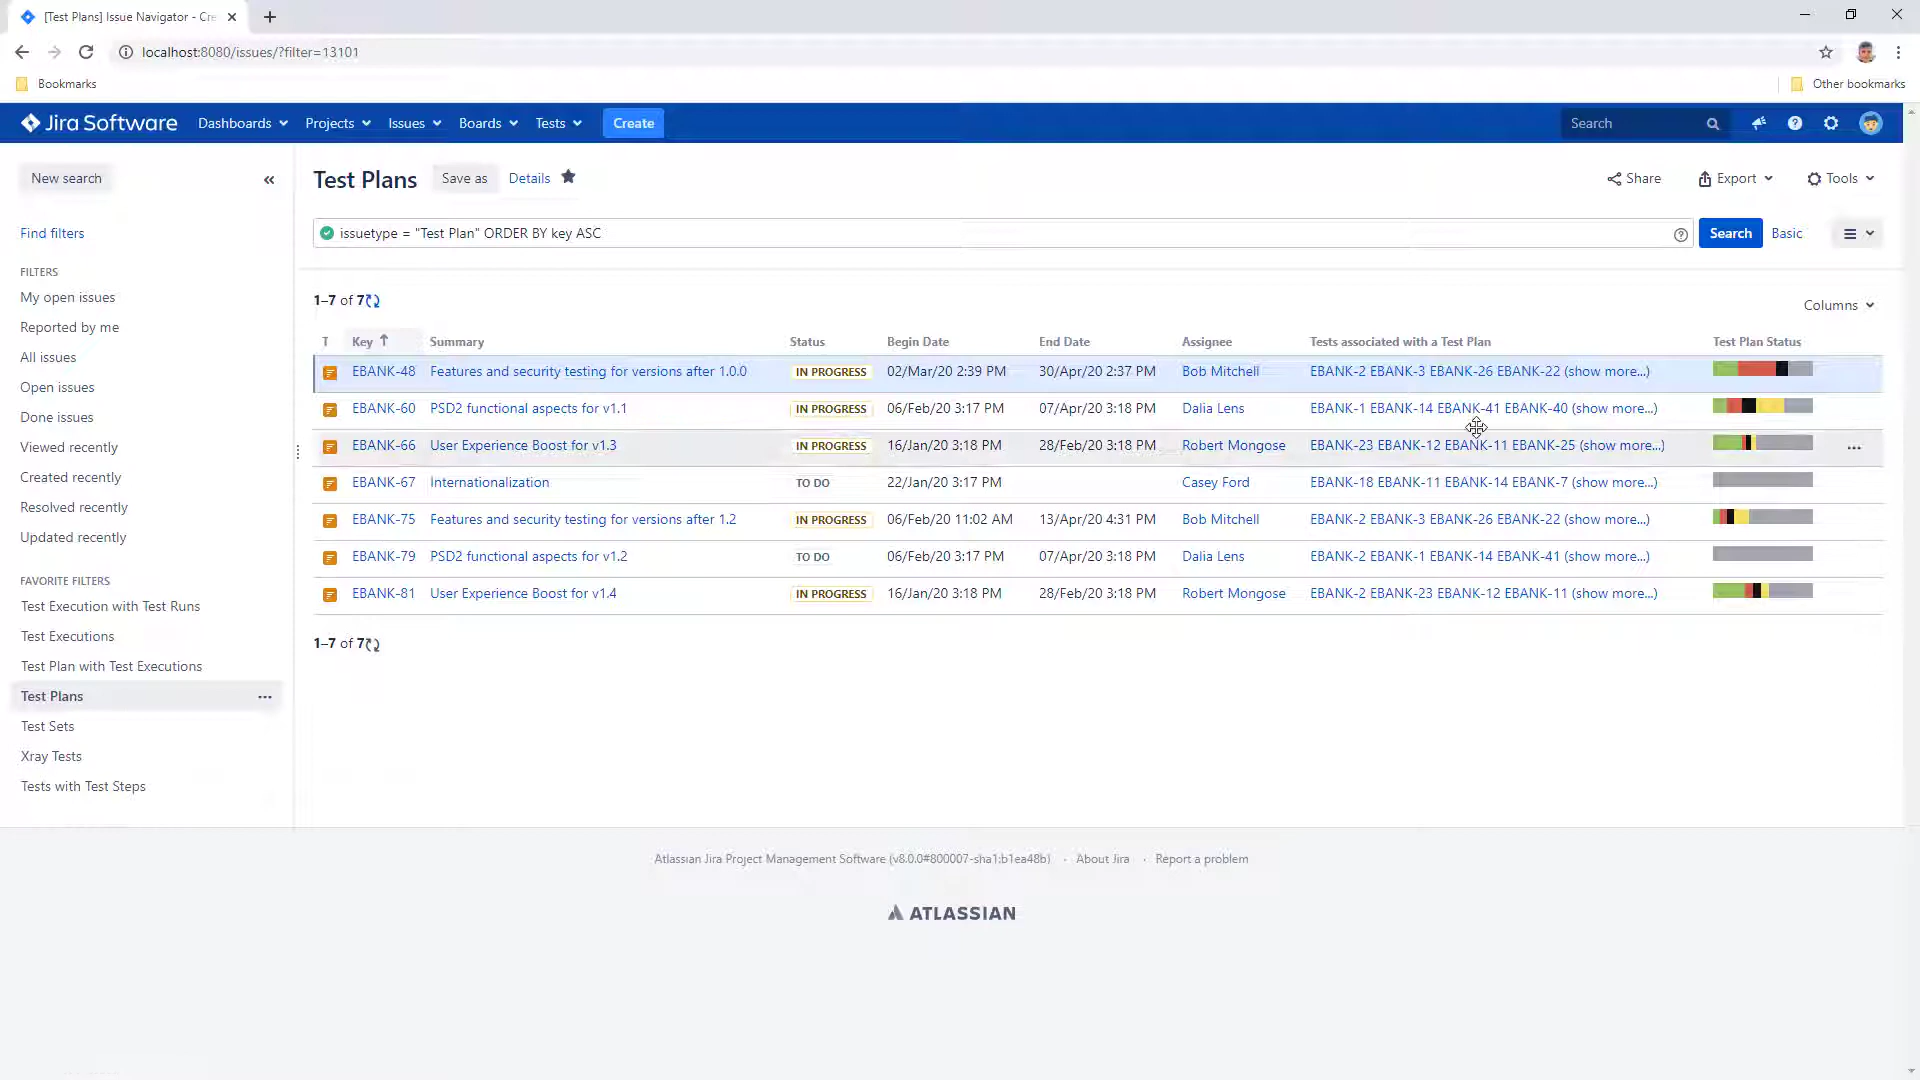 [Test Plans] Issue Navigator - Cre
localhost:8080/issues/?filter=13101
Bookmarks
Other bookmarks
Jira Software
Dashboards
Projects
Issues
Boards
Tests
Create
Search
New search
Find filters
FILTERS
My open issues
Reported by me
All issues
Open issues
Done issues
Viewed recently
Created recently
Resolved recently
Updated recently
FAVORITE FILTERS
Test Execution with Test Runs
Test Executions
Test Plan with Test Executions
Test Plans
Test Sets
Xray Tests
Tests with Test Steps
Test Plans
Save as
Details
Share
Export
Tools
issuetype = "Test Plan" ORDER BY key ASC
Search
Basic
1–7 of 7
Columns
T Key Summary Status Begin Date End Date Assignee Tests associated with a Test Plan Test Plan Status
EBANK-48 Features and security testing for versions after 1.0.0 IN PROGRESS 02/Mar/20 2:39 PM 30/Apr/20 2:37 PM Bob Mitchell EBANK-2 EBANK-3 EBANK-26 EBANK-22 (show more...)
EBANK-60 PSD2 functional aspects for v1.1 IN PROGRESS 06/Feb/20 3:17 PM 07/Apr/20 3:18 PM Dalia Lens EBANK-1 EBANK-14 EBANK-41 EBANK-40 (show more...)
EBANK-66 User Experience Boost for v1.3 IN PROGRESS 16/Jan/20 3:18 PM 28/Feb/20 3:18 PM Robert Mongose EBANK-23 EBANK-12 EBANK-11 EBANK-25 (show more...)
EBANK-67 Internationalization TO DO 22/Jan/20 3:17 PM Casey Ford EBANK-18 EBANK-11 EBANK-14 EBANK-7 (show more...)
EBANK-75 Features and security testing for versions after 1.2 IN PROGRESS 06/Feb/20 11:02 AM 13/Apr/20 4:31 PM Bob Mitchell EBANK-2 EBANK-3 EBANK-26 EBANK-22 (show more...)
EBANK-79 PSD2 functional aspects for v1.2 TO DO 06/Feb/20 3:17 PM 07/Apr/20 3:18 PM Dalia Lens EBANK-2 EBANK-1 EBANK-14 EBANK-41 (show more...)
EBANK-81 User Experience Boost for v1.4 IN PROGRESS 16/Jan/20 3:18 PM 28/Feb/20 3:18 PM Robert Mongose EBANK-2 EBANK-23 EBANK-12 EBANK-11 (show more...)
1–7 of 7
Atlassian Jira Project Management Software (v8.0.0#800007-sha1:b1ea48b) · About Jira · Report a problem
ATLASSIAN